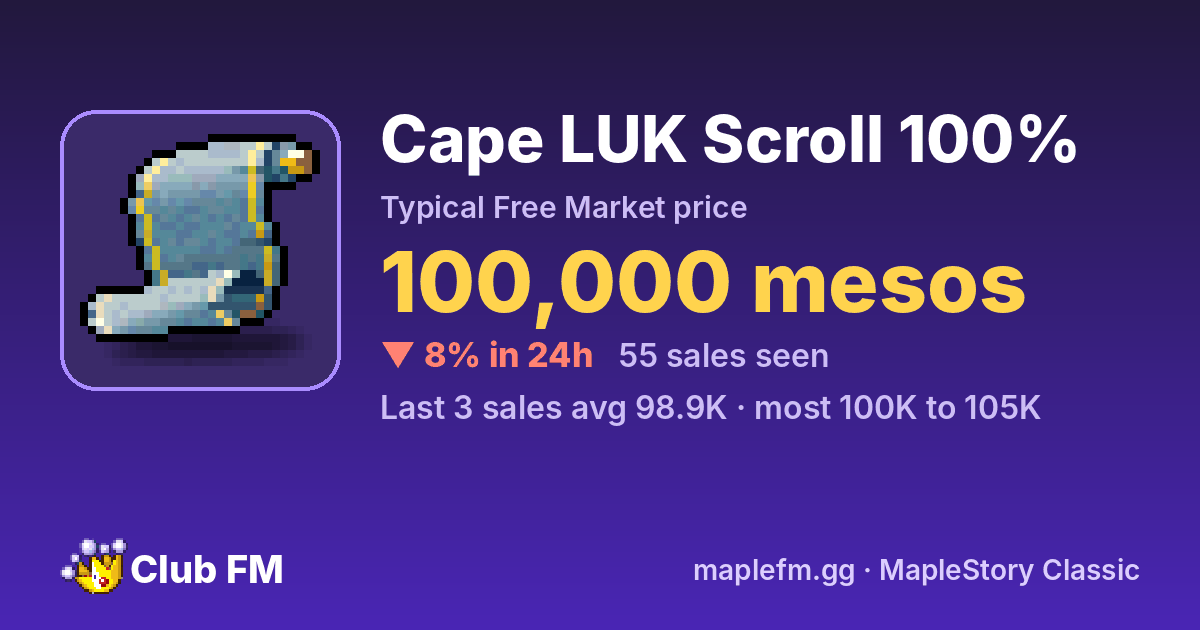 Cape LUK Scroll 100%
Typical Free Market price
100,000 mesos
▼ 8% in 24h 55 sales seen
Last 3 sales avg 98.9K · most 100K to 105K
Club FM
maplefm.gg · MapleStory Classic